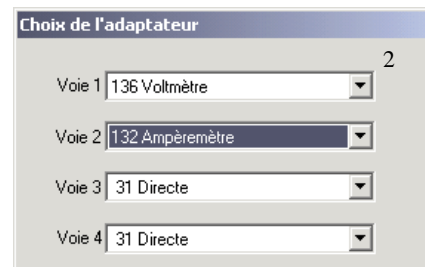 Choix de l'adaptateur
2
Voie 1 136 Voltmètre
Voie 2 132 Ampèremètre
Voie 3 31 Directe
Voie 4 31 Directe